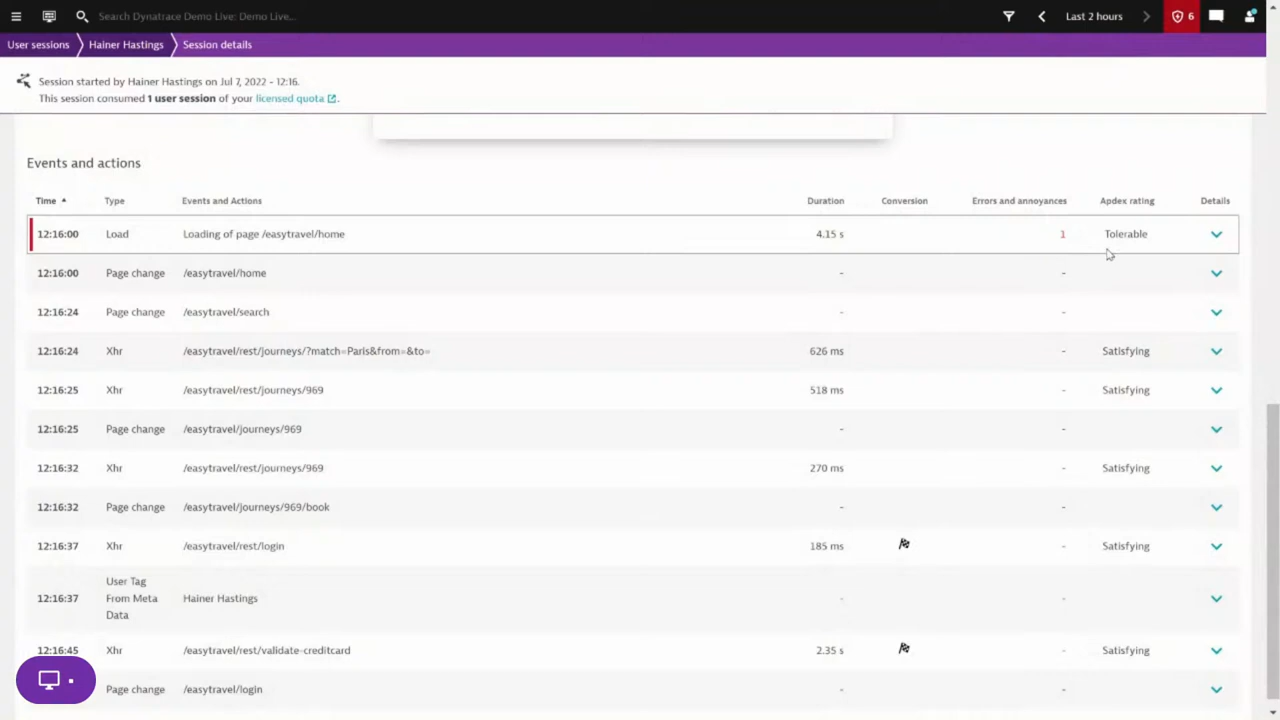 Search Dynatrace Demo Live: Demo Live...
Last 2 hours
6
User sessions
Hainer Hastings
Session details
Session started by Hainer Hastings on Jul 7, 2022 - 12:16.
This session consumed 1 user session of your licensed quota.
Events and actions
Time Type Events and Actions Duration Conversion Errors and annoyances Apdex rating Details
12:16:00 Load Loading of page /easytravel/home 4.15 s 1 Tolerable
12:16:00 Page change /easytravel/home - -
12:16:24 Page change /easytravel/search - -
12:16:24 Xhr /easytravel/rest/journeys/?match=Paris&from=&to= 626 ms - Satisfying
12:16:25 Xhr /easytravel/rest/journeys/969 518 ms - Satisfying
12:16:25 Page change /easytravel/journeys/969 - -
12:16:32 Xhr /easytravel/rest/journeys/969 270 ms - Satisfying
12:16:32 Page change /easytravel/journeys/969/book - -
12:16:37 Xhr /easytravel/rest/login 185 ms - Satisfying
12:16:37 User Tag From Meta Data Hainer Hastings - -
12:16:45 Xhr /easytravel/rest/validate-creditcard 2.35 s - Satisfying
Page change /easytravel/login - -